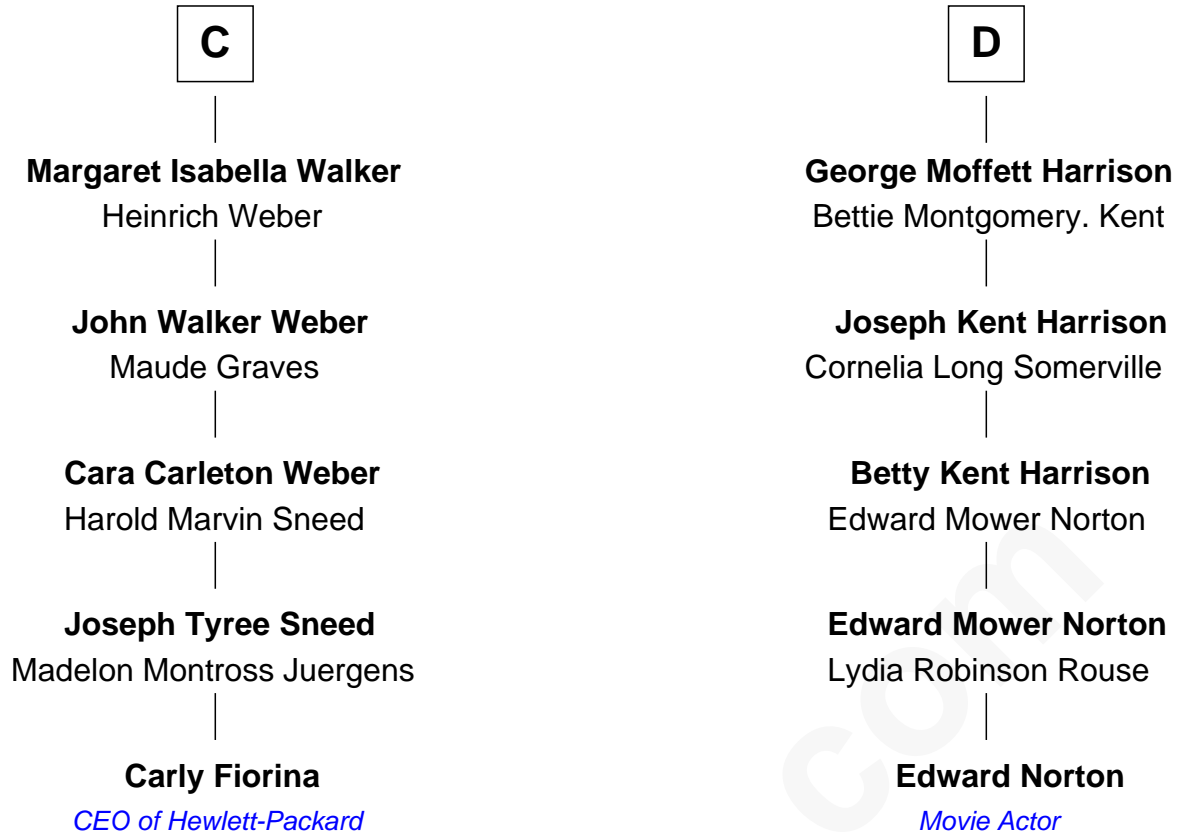 C
Margaret Isabella Walker
Heinrich Weber
John Walker Weber
Maude Graves
Cara Carleton Weber
Harold Marvin Sneed
Joseph Tyree Sneed
Madelon Montross Juergens
Carly Fiorina
CEO of Hewlett-Packard
D
George Moffett Harrison
Bettie Montgomery. Kent
Joseph Kent Harrison
Cornelia Long Somerville
Betty Kent Harrison
Edward Mower Norton
Edward Mower Norton
Lydia Robinson Rouse
Edward Norton
Movie Actor
com